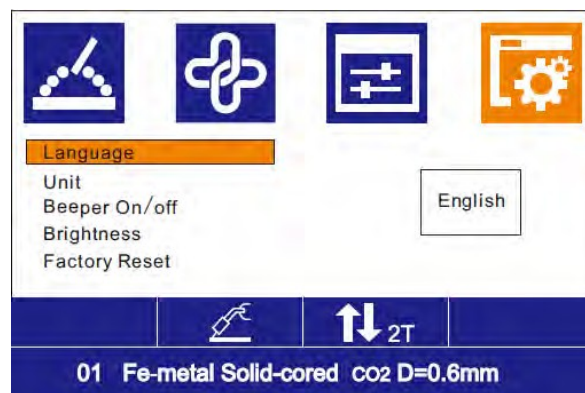 Language
Unit
Beeper On/off
Brightness
Factory Reset
English
2T
01 Fe-metal Solid-cored CO2 D=0.6mm